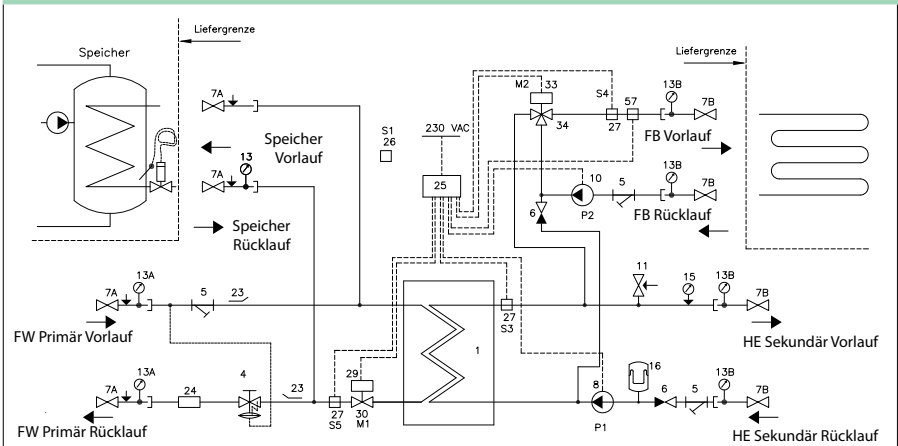 Liefergrenze
Speicher
7A
Speicher
Vorlauf
7A
13
Speicher
Rücklauf
S1
26
230 VAC
25
M2
33
34
S4
27
57
13B
7B
FB Vorlauf
Liefergrenze
10
P2
5
13B
7B
FB Rücklauf
6
7A
13A
5
23
FW Primär Vorlauf
1
27
S3
11
15
13B
7B
HE Sekundär Vorlauf
7A
13A
24
4
23
27
S5
29
30
M1
FW Primär Rücklauf
8
P1
16
6
5
13B
7B
HE Sekundär Rücklauf